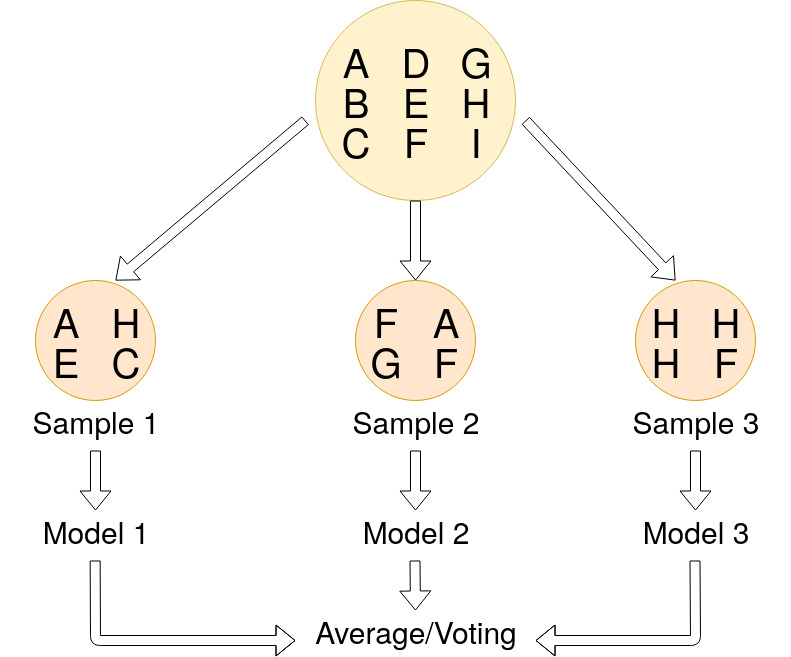 A D G
B E H
C F I
A H
E C
F A
G F
H H
H F
Sample 1
Sample 2
Sample 3
Model 1
Model 2
Model 3
Average/Voting